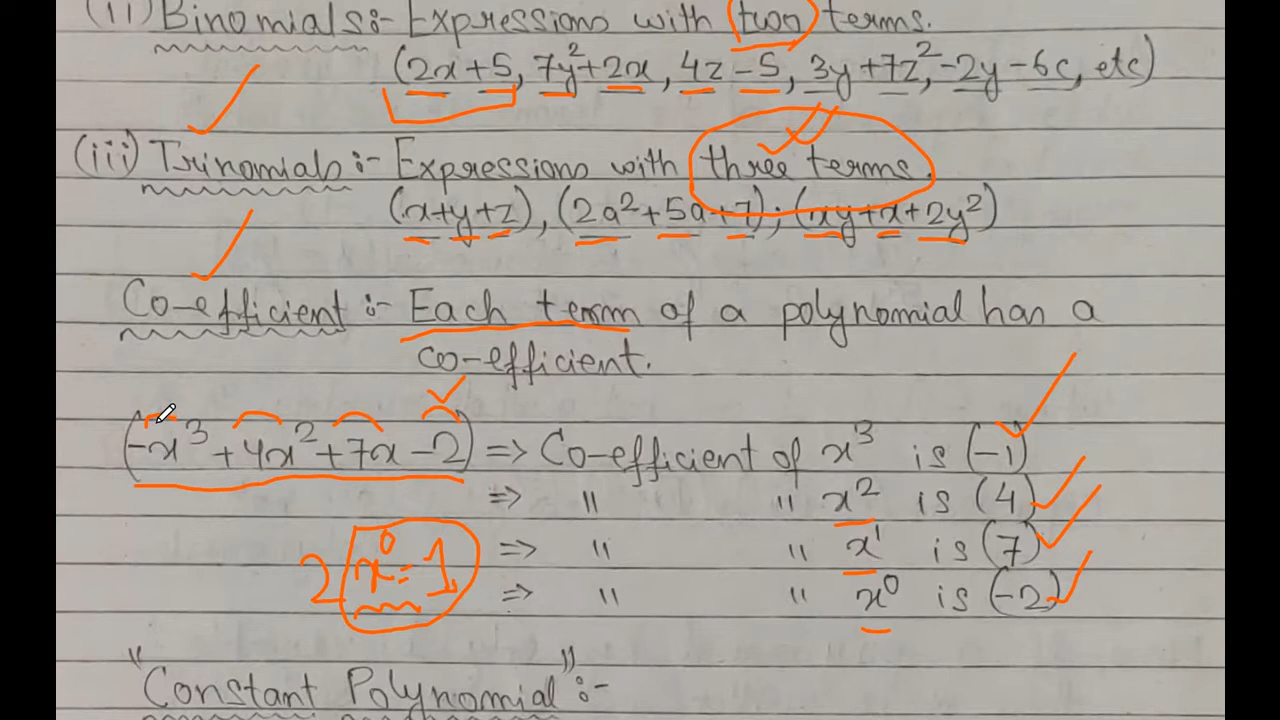 (ii) Binomials :- Expressions with two terms.
(2x+5, 7y²+2x, 4z-5, 3y+7z², -2y-6c, etc)
(iii) Trinomials :- Expressions with three terms.
(x+y+z), (2a²+5a+7); (xy+x+2y²)
Co-efficient :- Each term of a polynomial has a
co-efficient.
(-x³+4x²+7x-2) => Co-efficient of x³ is (-1)
=> " " x² is (4)
2 x⁰=1 => " " x¹ is (7)
=> " " x⁰ is (-2)
"Constant Polynomial" :-